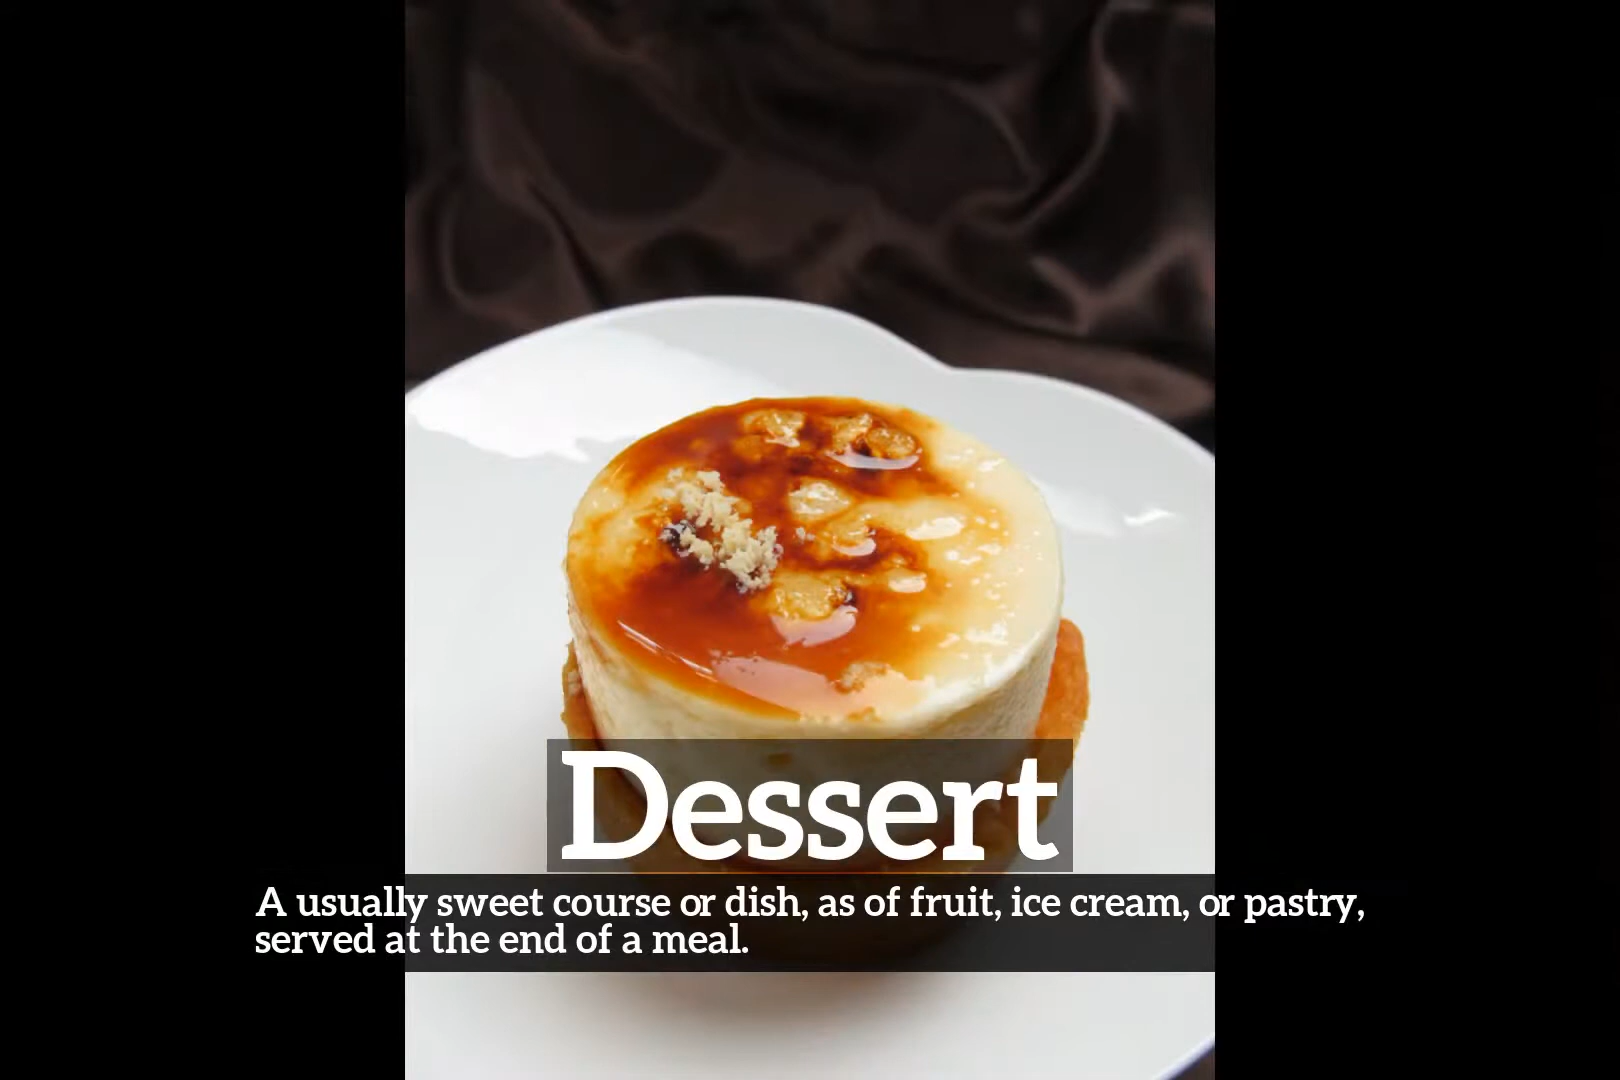 Dessert
A usually sweet course or dish, as of fruit, ice cream, or pastry,
served at the end of a meal.